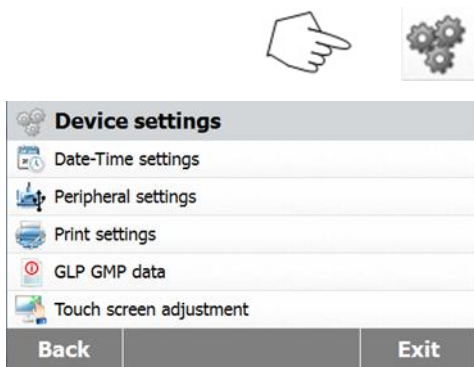 Device settings
Date-Time settings
Peripheral settings
Print settings
GLP GMP data
Touch screen adjustment
Back Exit